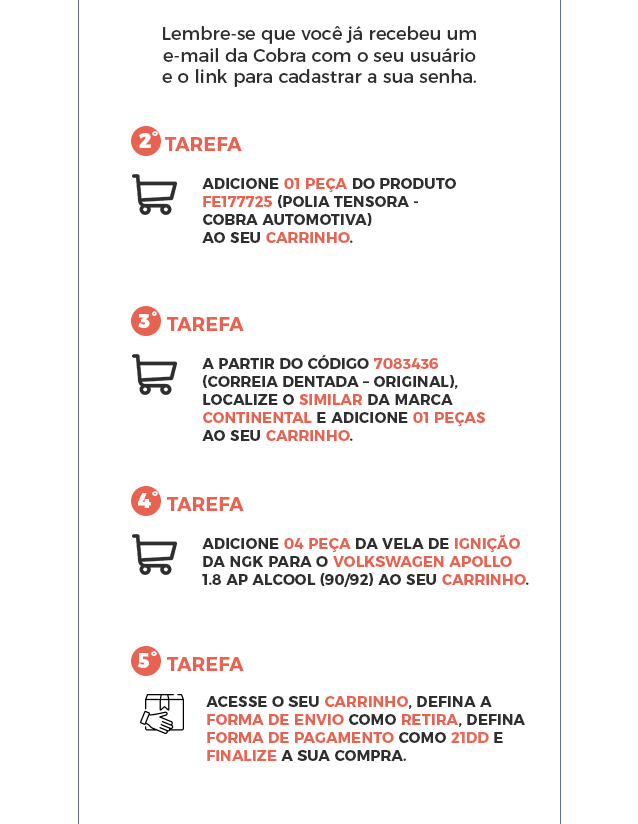 Lembre-se que você já recebeu um
e-mail da Cobra com o seu usuário
e o link para cadastrar a sua senha.
2° TAREFA
ADICIONE 01 PEÇA DO PRODUTO
FE177725 (POLIA TENSORA -
COBRA AUTOMOTIVA)
AO SEU CARRINHO.
3° TAREFA
A PARTIR DO CÓDIGO 7083436
(CORREIA DENTADA – ORIGINAL),
LOCALIZE O SIMILAR DA MARCA
CONTINENTAL E ADICIONE 01 PEÇAS
AO SEU CARRINHO.
4° TAREFA
ADICIONE 04 PEÇA DA VELA DE IGNIÇÃO
DA NGK PARA O VOLKSWAGEN APOLLO
1.8 AP ALCOOL (90/92) AO SEU CARRINHO.
5° TAREFA
ACESSE O SEU CARRINHO, DEFINA A
FORMA DE ENVIO COMO RETIRA, DEFINA
FORMA DE PAGAMENTO COMO 21DD E
FINALIZE A SUA COMPRA.